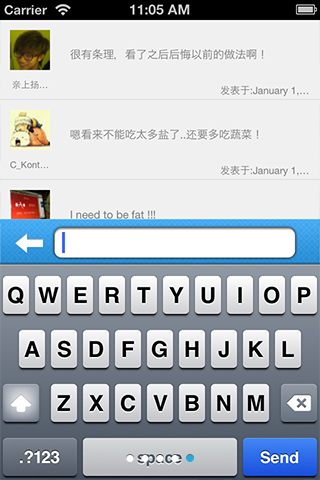 Carrier 11:05 AM
很有条理，看了之后后悔以前的做法啊！
亲上扬...
发表于:January 1,...
嗯看来不能吃太多盐了..还要多吃蔬菜！
C_Kont...
发表于:January 1,...
I need to be fat !!!
Q W E R T Y U I O P
A S D F G H J K L
Z X C V B N M
.?123 space Send